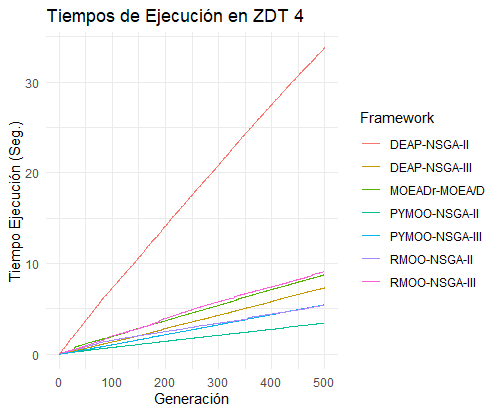 Tiempos de Ejecución en ZDT 4
Tiempo Ejecución (Seg.)
30
20
10
0
0 100 200 300 400 500
Generación
Framework
DEAP-NSGA-II
DEAP-NSGA-III
MOEADr-MOEA/D
PYMOO-NSGA-II
PYMOO-NSGA-III
RMOO-NSGA-II
RMOO-NSGA-III